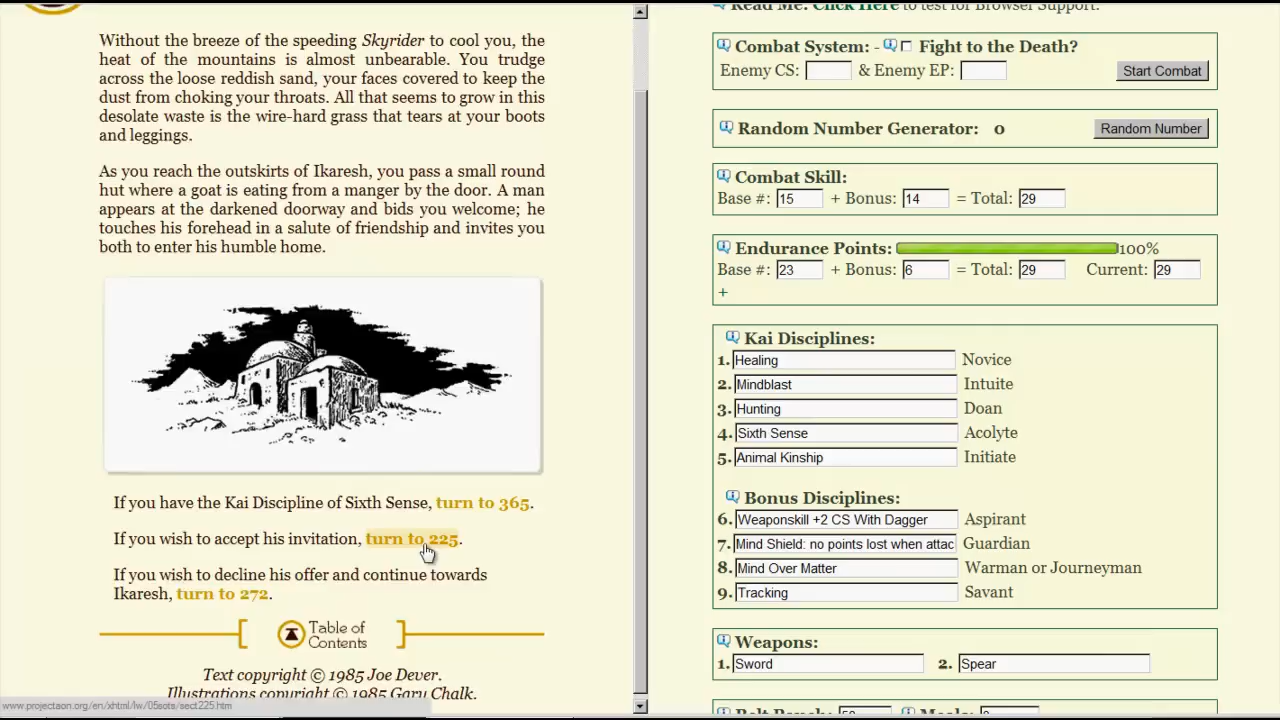 Without the breeze of the speeding Skyrider to cool you, the
heat of the mountains is almost unbearable. You trudge
across the loose reddish sand, your faces covered to keep the
dust from choking your throats. All that seems to grow in this
desolate waste is the wire-hard grass that tears at your boots
and leggings.
As you reach the outskirts of Ikaresh, you pass a small round
hut where a goat is eating from a manger by the door. A man
appears at the darkened doorway and bids you welcome; he
touches his forehead in a salute of friendship and invites you
both to enter his humble home.
If you have the Kai Discipline of Sixth Sense, turn to 365.
If you wish to accept his invitation, turn to 225.
If you wish to decline his offer and continue towards
Ikaresh, turn to 272.
Table of
Contents
Text copyright © 1985 Joe Dever.
Illustrations copyright © 1985 Gary Chalk.
www.projectaon.org/en/xhtml/lw/05sots/sect225.htm
Read Me: Click Here to test for Browser Support.
Combat System: - Fight to the Death?
Enemy CS: & Enemy EP: Start Combat
Random Number Generator: 0 Random Number
Combat Skill:
Base #: 15 + Bonus: 14 = Total: 29
Endurance Points: 100%
Base #: 23 + Bonus: 6 = Total: 29 Current: 29
+
Kai Disciplines:
1. Healing Novice
2. Mindblast Intuite
3. Hunting Doan
4. Sixth Sense Acolyte
5. Animal Kinship Initiate
Bonus Disciplines:
6. Weaponskill +2 CS With Dagger Aspirant
7. Mind Shield: no points lost when attac Guardian
8. Mind Over Matter Warman or Journeyman
9. Tracking Savant
Weapons:
1. Sword 2. Spear
Belt Pouch: 50 Meals: